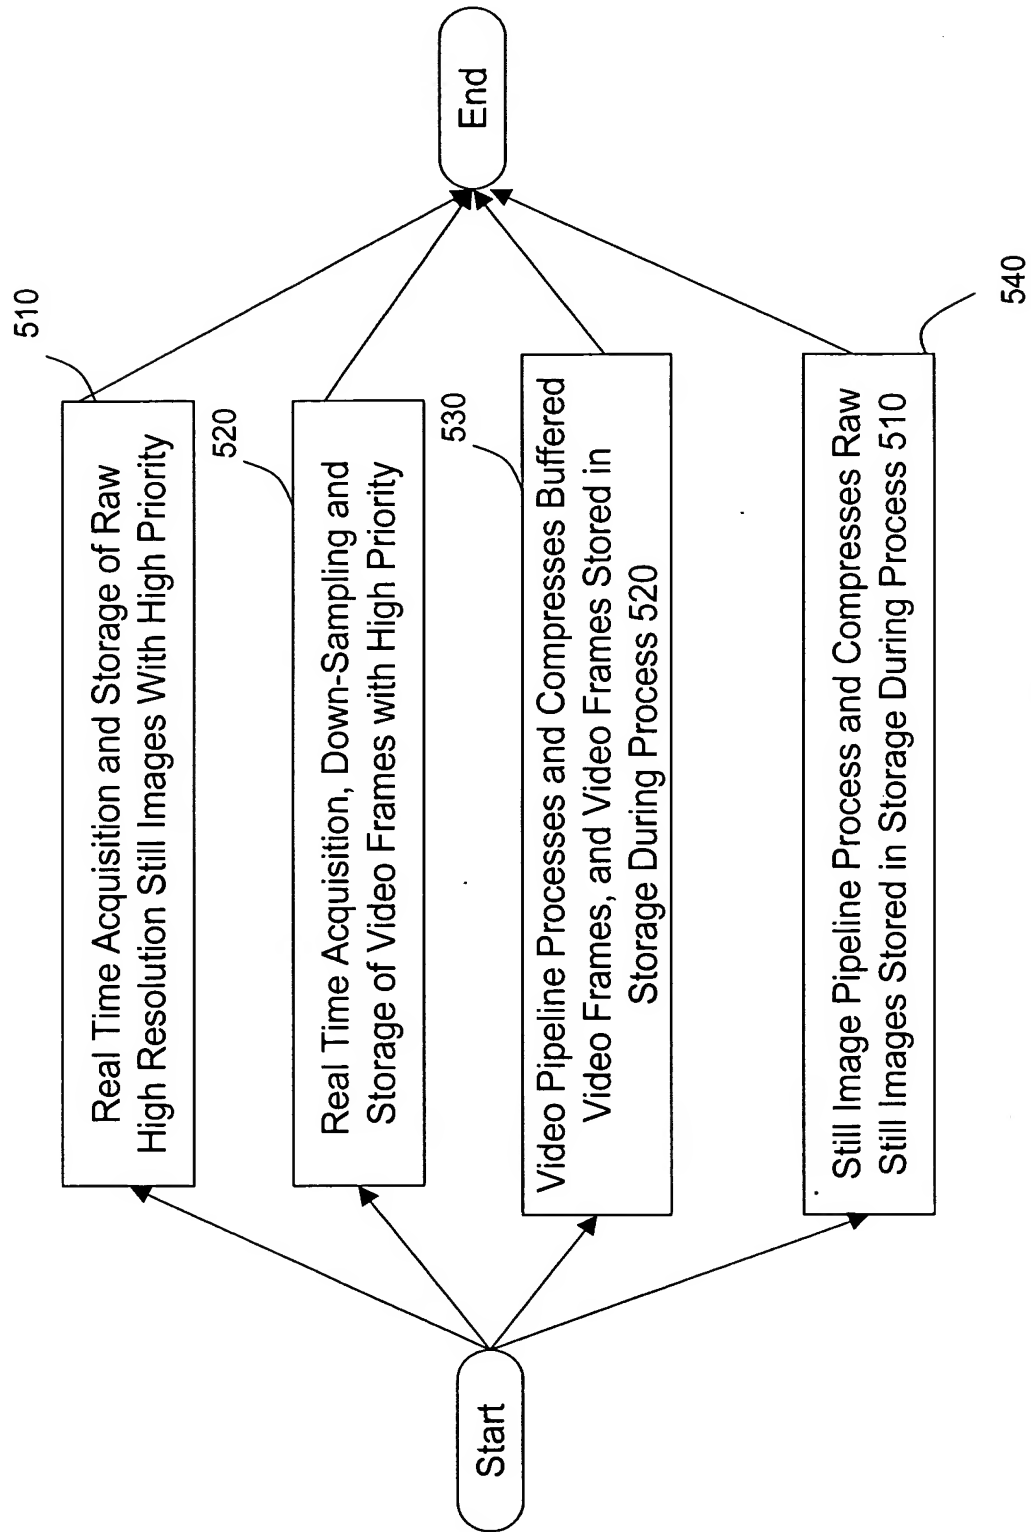 Start
510
Real Time Acquisition and Storage of Raw
High Resolution Still Images With High Priority
520
Real Time Acquisition, Down-Sampling and
Storage of Video Frames with High Priority
530
Video Pipeline Processes and Compresses Buffered
Video Frames, and Video Frames Stored in
Storage During Process 520
540
Still Image Pipeline Process and Compresses Raw
Still Images Stored in Storage During Process 510
End